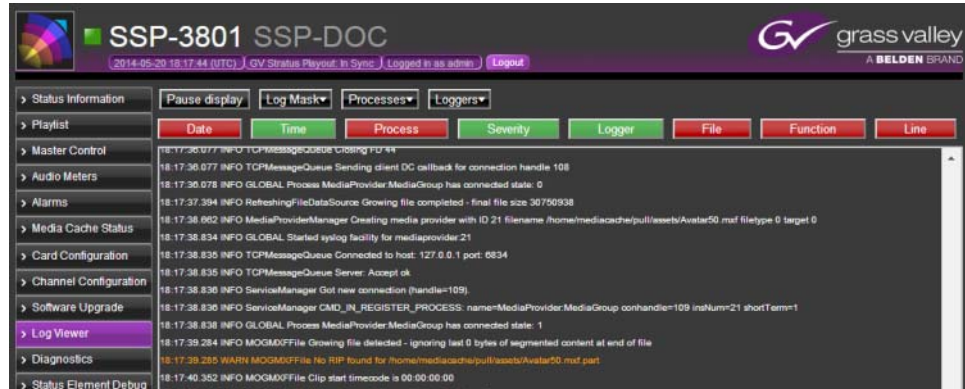 SSP-3801 SSP-DOC
GV grass valley
A BELDEN BRAND
2014-05-20 18:17:44 (UTC) GV Stratus Playout: In Sync Logged in as admin Logout
> Status Information
> Playlist
> Master Control
> Audio Meters
> Alarms
> Media Cache Status
> Card Configuration
> Channel Configuration
> Software Upgrade
> Log Viewer
> Diagnostics
> Status Element Debug
Pause display Log Mask▾ Processes▾ Loggers▾
Date Time Process Severity Logger File Function Line
18:17:36.077 INFO TCPMessageQueue Closing FD 44
18:17:36.077 INFO TCPMessageQueue Sending client DC callback for connection handle 108
18:17:36.078 INFO GLOBAL Process MediaProvider:MediaGroup has connected state: 0
18:17:37.394 INFO RefreshingFileDataSource Growing file completed - final file size 30750938
18:17:38.662 INFO MediaProviderManager Creating media provider with ID 21 filename /home/mediacache/pull/assets/Avatar50.mxf filetype 0 target 0
18:17:38.834 INFO GLOBAL Started syslog facility for mediaprovider.21
18:17:38.835 INFO TCPMessageQueue Connected to host: 127.0.0.1 port: 6834
18:17:38.835 INFO TCPMessageQueue Server: Accept ok
18:17:38.836 INFO ServiceManager Got new connection (handle=109).
18:17:38.836 INFO ServiceManager CMD_IN_REGISTER_PROCESS: name=MediaProvider:MediaGroup conhandle=109 insNum=21 shortTerm=1
18:17:38.838 INFO GLOBAL Process MediaProvider:MediaGroup has connected state: 1
18:17:39.284 INFO MOGMXFFile Growing file detected - ignoring last 0 bytes of segmented content at end of file
18:17:39.285 WARN MOGMXFFile No RIP found for /home/mediacache/pull/assets/Avatar50.mxf.part
18:17:40.352 INFO MOGMXFFile Clip start timecode is 00:00:00:00